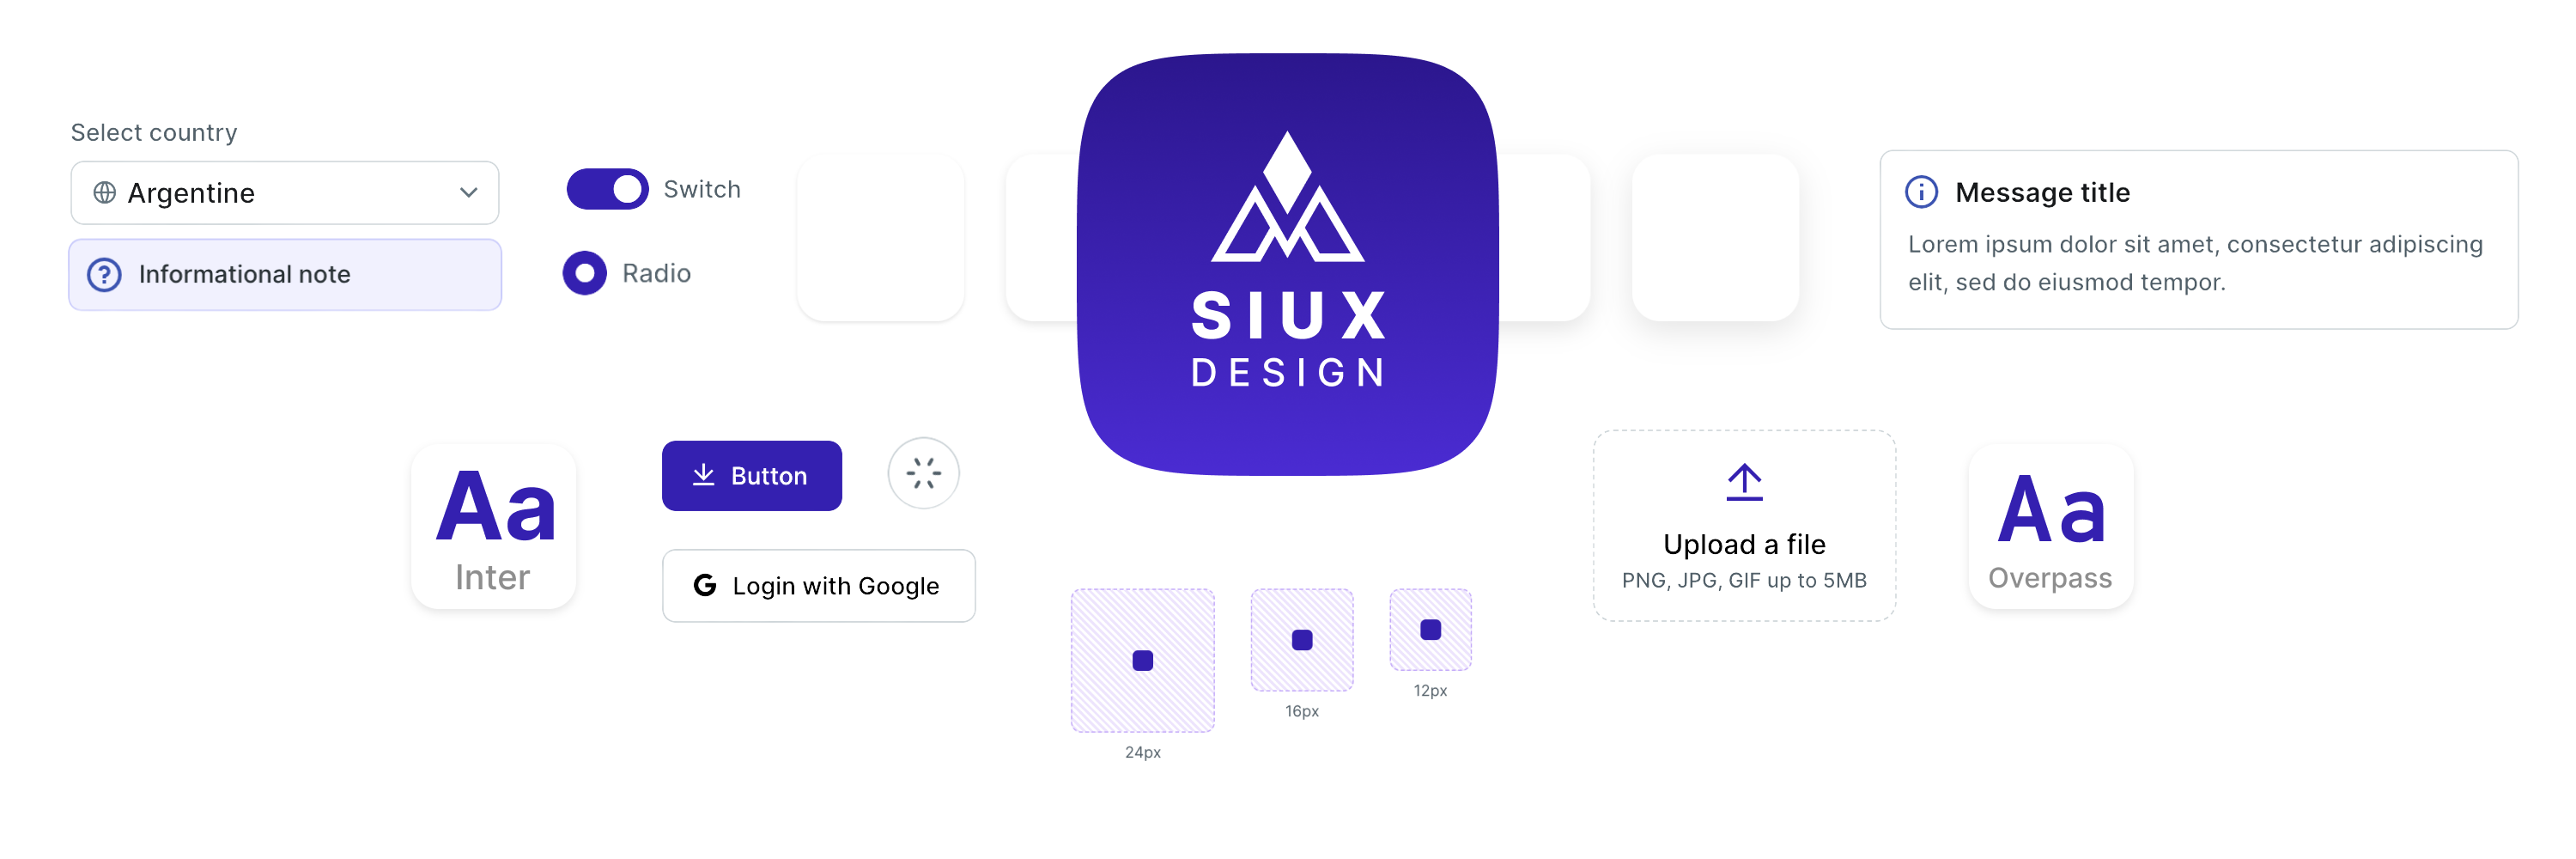 Select country
Argentine
Informational note
Switch
Radio
SIUX
DESIGN
Message title
Lorem ipsum dolor sit amet, consectetur adipiscing
elit, sed do eiusmod tempor.
Aa
Inter
Button
Login with Google
24px
16px
12px
Upload a file
PNG, JPG, GIF up to 5MB
Aa
Overpass